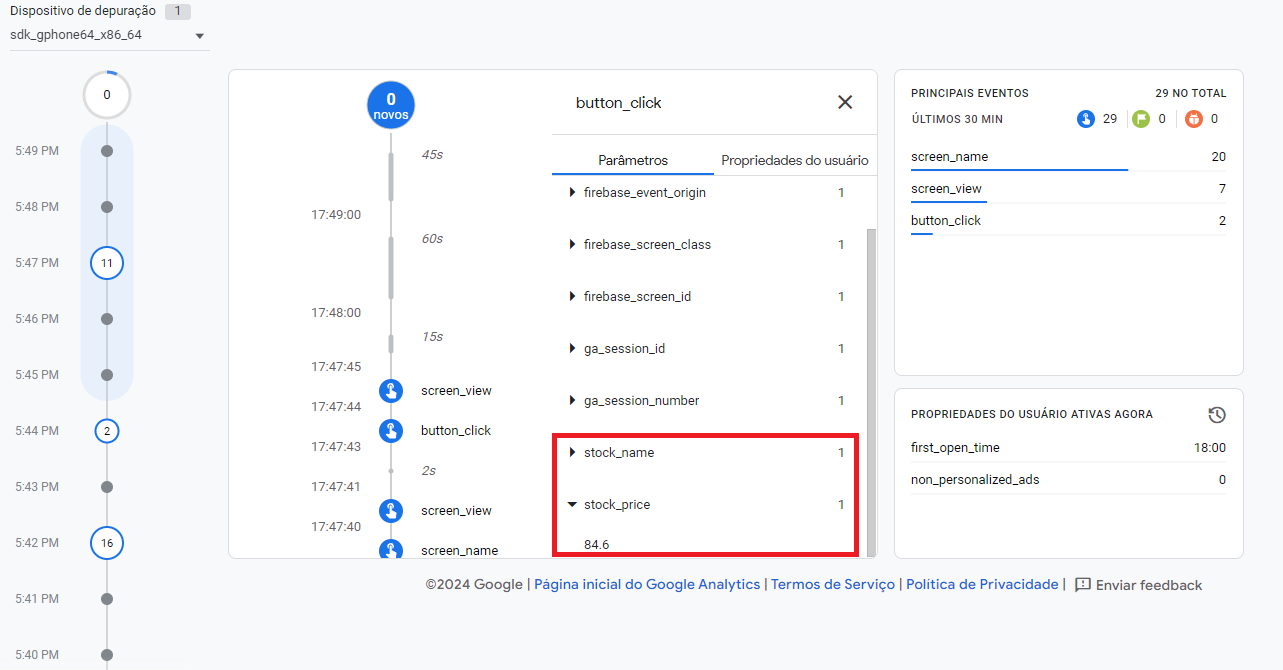 Dispositivo de depuração 1
sdk_gphone64_x86_64
0
5:49 PM
5:48 PM
5:47 PM 11
5:46 PM
5:45 PM
5:44 PM 2
5:43 PM
5:42 PM 16
5:41 PM
5:40 PM
0
novos
45s
17:49:00
60s
17:48:00
15s
17:47:45
screen_view
17:47:44
button_click
17:47:43
2s
17:47:41
screen_view
17:47:40
screen_name
button_click
Parâmetros Propriedades do usuário
firebase_event_origin 1
firebase_screen_class 1
firebase_screen_id 1
ga_session_id 1
ga_session_number 1
stock_name 1
stock_price 1
84.6
PRINCIPAIS EVENTOS 29 NO TOTAL
ÚLTIMOS 30 MIN 29 0 0
screen_name 20
screen_view 7
button_click 2
PROPRIEDADES DO USUÁRIO ATIVAS AGORA
first_open_time 18:00
non_personalized_ads 0
©2024 Google | Página inicial do Google Analytics | Termos de Serviço | Política de Privacidade | Enviar feedback